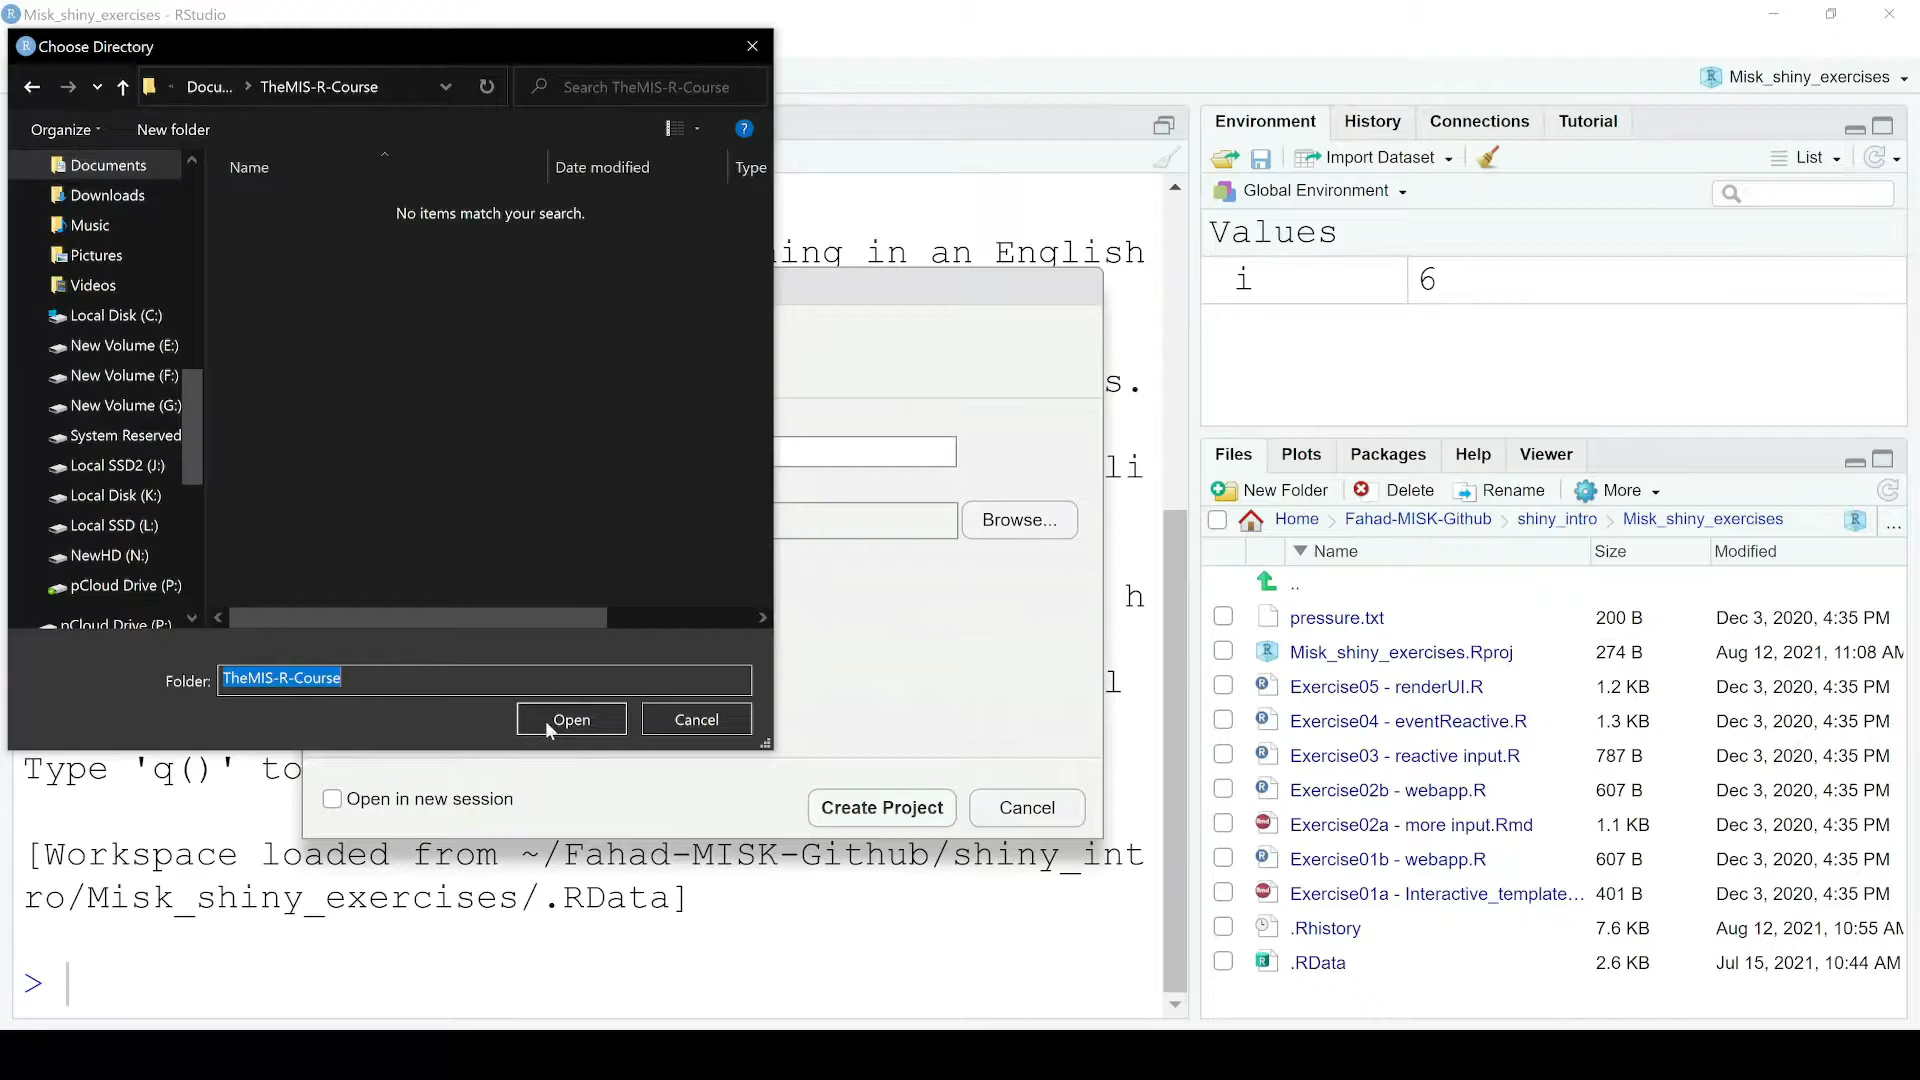 Misk_shiny_exercises - RStudio
Choose Directory
Docu... > TheMIS-R-Course
Search TheMIS-R-Course
Organize
New folder
Name
Date modified
Type
Documents
Downloads
Music
Pictures
Videos
Local Disk (C:)
New Volume (E:)
New Volume (F:)
New Volume (G:)
System Reserved
Local SSD2 (J:)
Local Disk (K:)
Local SSD (L:)
NewHD (N:)
pCloud Drive (P:)
pCloud Drive (P:)
No items match your search.
Folder: TheMIS-R-Course
Open
Cancel
ing in an English
s.
li
h
l
Browse...
Open in new session
Create Project
Cancel
Type 'q()' to
[Workspace loaded from ~/Fahad-MISK-Github/shiny_int
ro/Misk_shiny_exercises/.RData]
>
Misk_shiny_exercises
Environment History Connections Tutorial
Import Dataset
List
Global Environment
Values
i 6
Files Plots Packages Help Viewer
New Folder Delete Rename More
Home > Fahad-MISK-Github > shiny_intro > Misk_shiny_exercises ...
Name Size Modified
..
pressure.txt 200 B Dec 3, 2020, 4:35 PM
Misk_shiny_exercises.Rproj 274 B Aug 12, 2021, 11:08 AM
Exercise05 - renderUI.R 1.2 KB Dec 3, 2020, 4:35 PM
Exercise04 - eventReactive.R 1.3 KB Dec 3, 2020, 4:35 PM
Exercise03 - reactive input.R 787 B Dec 3, 2020, 4:35 PM
Exercise02b - webapp.R 607 B Dec 3, 2020, 4:35 PM
Exercise02a - more input.Rmd 1.1 KB Dec 3, 2020, 4:35 PM
Exercise01b - webapp.R 607 B Dec 3, 2020, 4:35 PM
Exercise01a - Interactive_template... 401 B Dec 3, 2020, 4:35 PM
.Rhistory 7.6 KB Aug 12, 2021, 10:55 AM
.RData 2.6 KB Jul 15, 2021, 10:44 AM